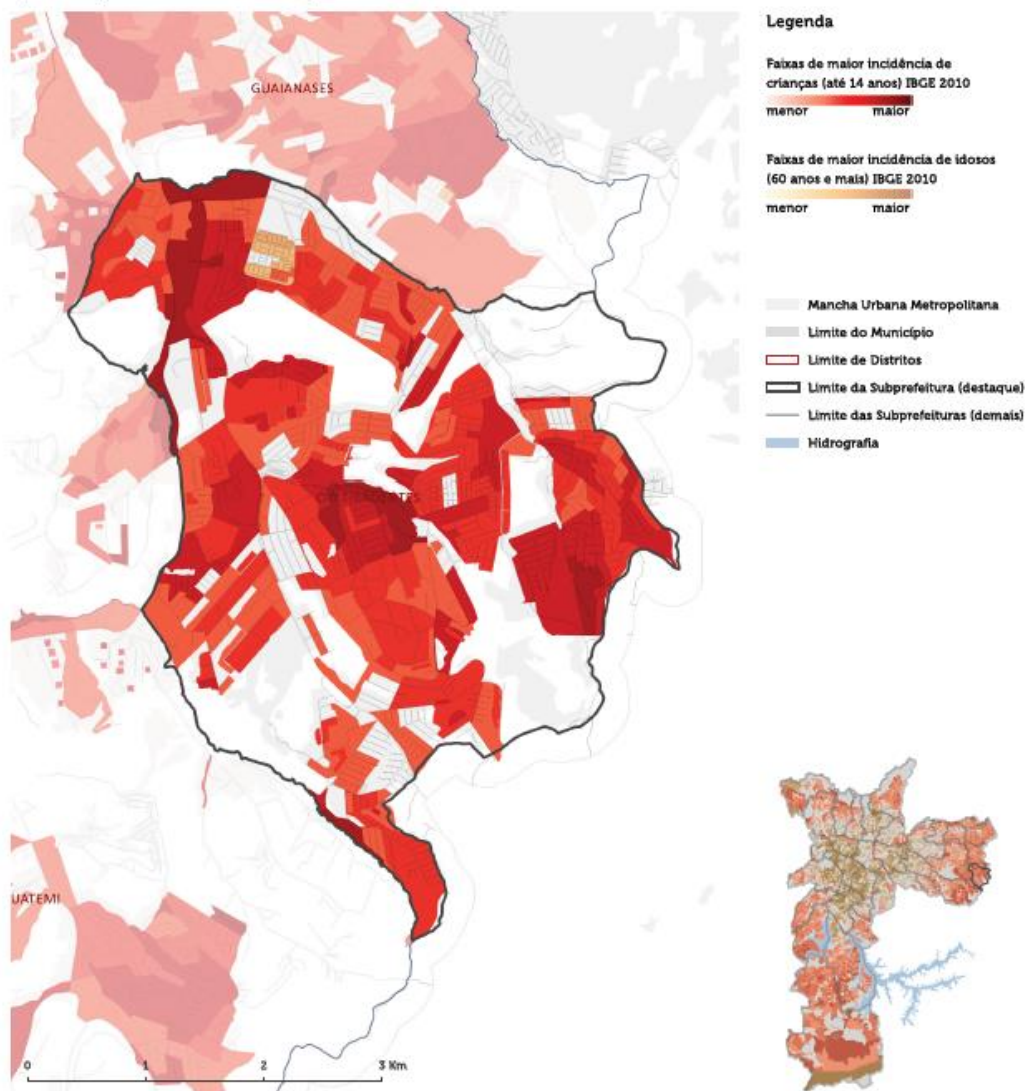 GUAIANASES
UATEMI
0 1 2 3 Km
Legenda
Faixas de maior incidência de
crianças (até 14 anos) IBGE 2010
menor maior
Faixas de maior incidência de idosos
(60 anos e mais) IBGE 2010
menor maior
Mancha Urbana Metropolitana
Limite do Município
Limite de Distritos
Limite da Subprefeitura (destaque)
Limite das Subprefeituras (demais)
Hidrografia